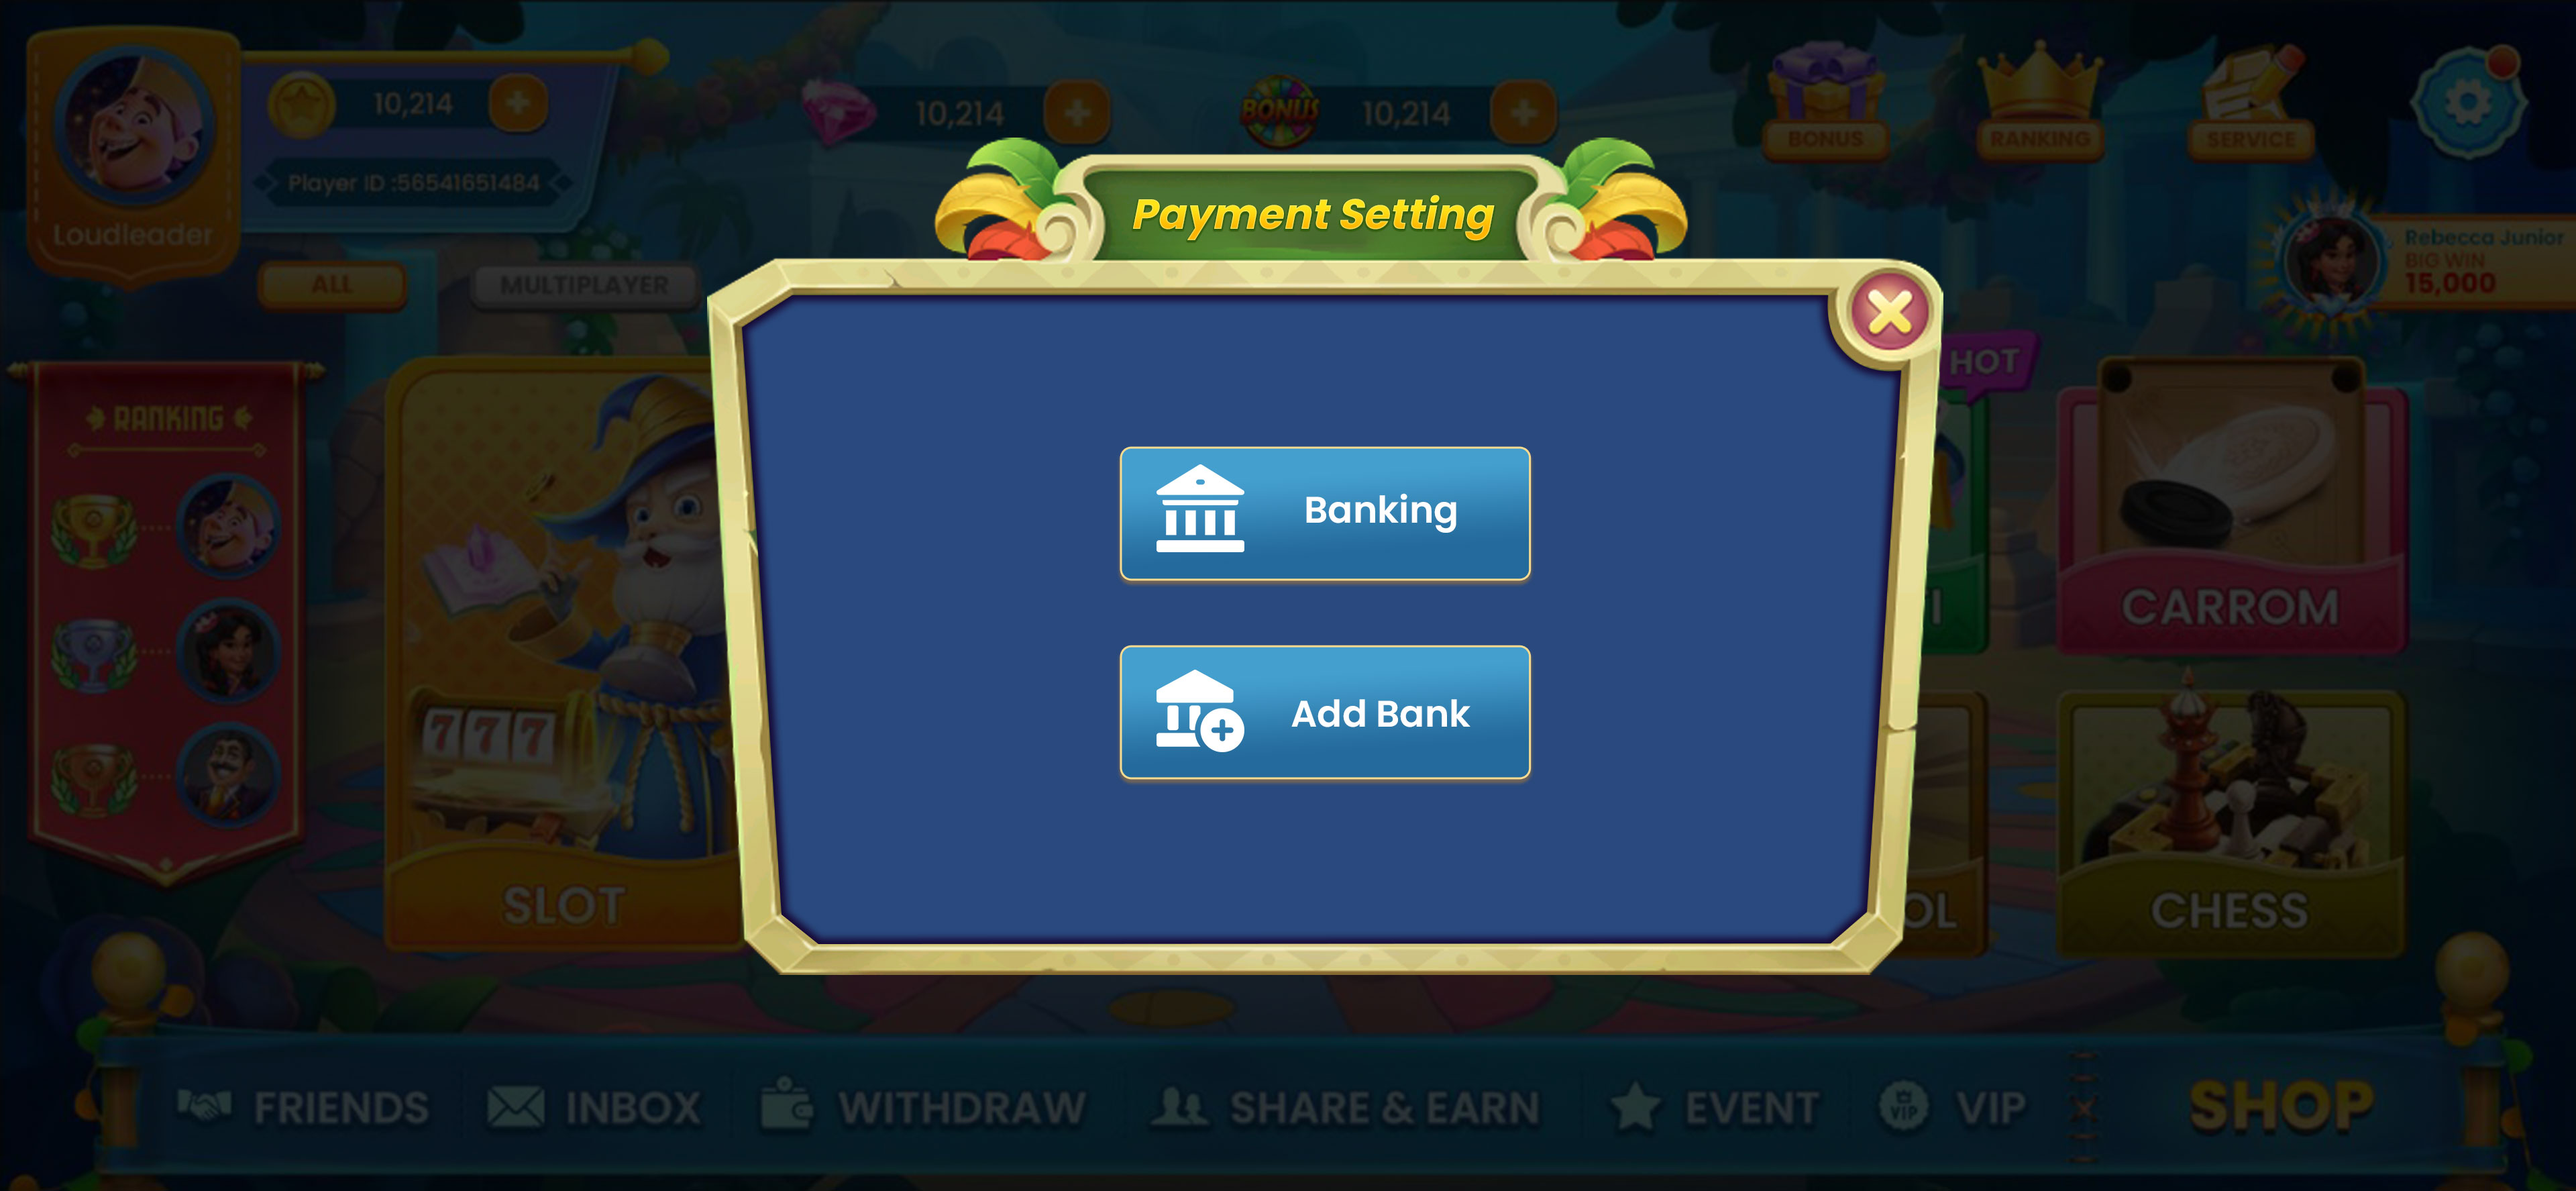 10,214
10,214
BONUS
10,214
BONUS
RANKING
SERVICE
Player ID :56541651484
Loudleader
Payment Setting
Rebecca Junior
BIG WIN
15,000
ALL
MULTIPLAYER
HOT
RANKING
Banking
777
Add Bank
TI
CARROM
SLOT
OL
CHESS
FRIENDS
INBOX
WITHDRAW
SHARE & EARN
EVENT
VIP
VIP
SHOP